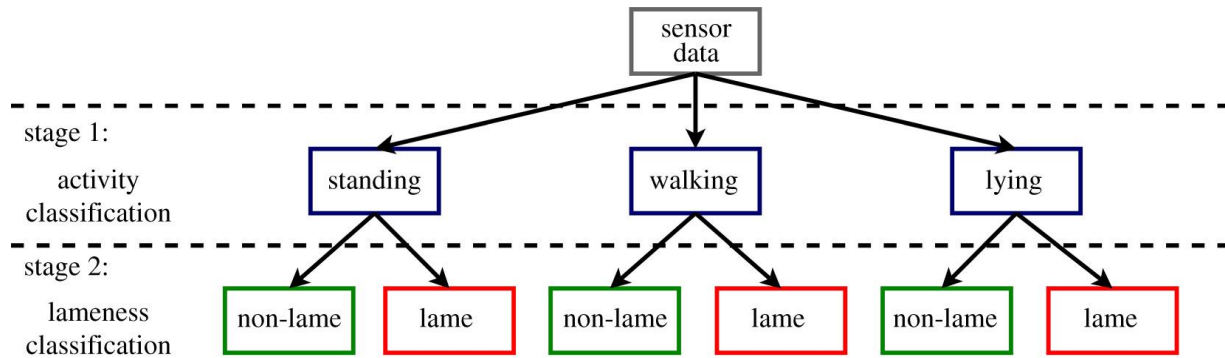 sensor
data
stage 1:
activity
classification
standing
walking
lying
stage 2:
lameness
classification
non-lame
lame
non-lame
lame
non-lame
lame